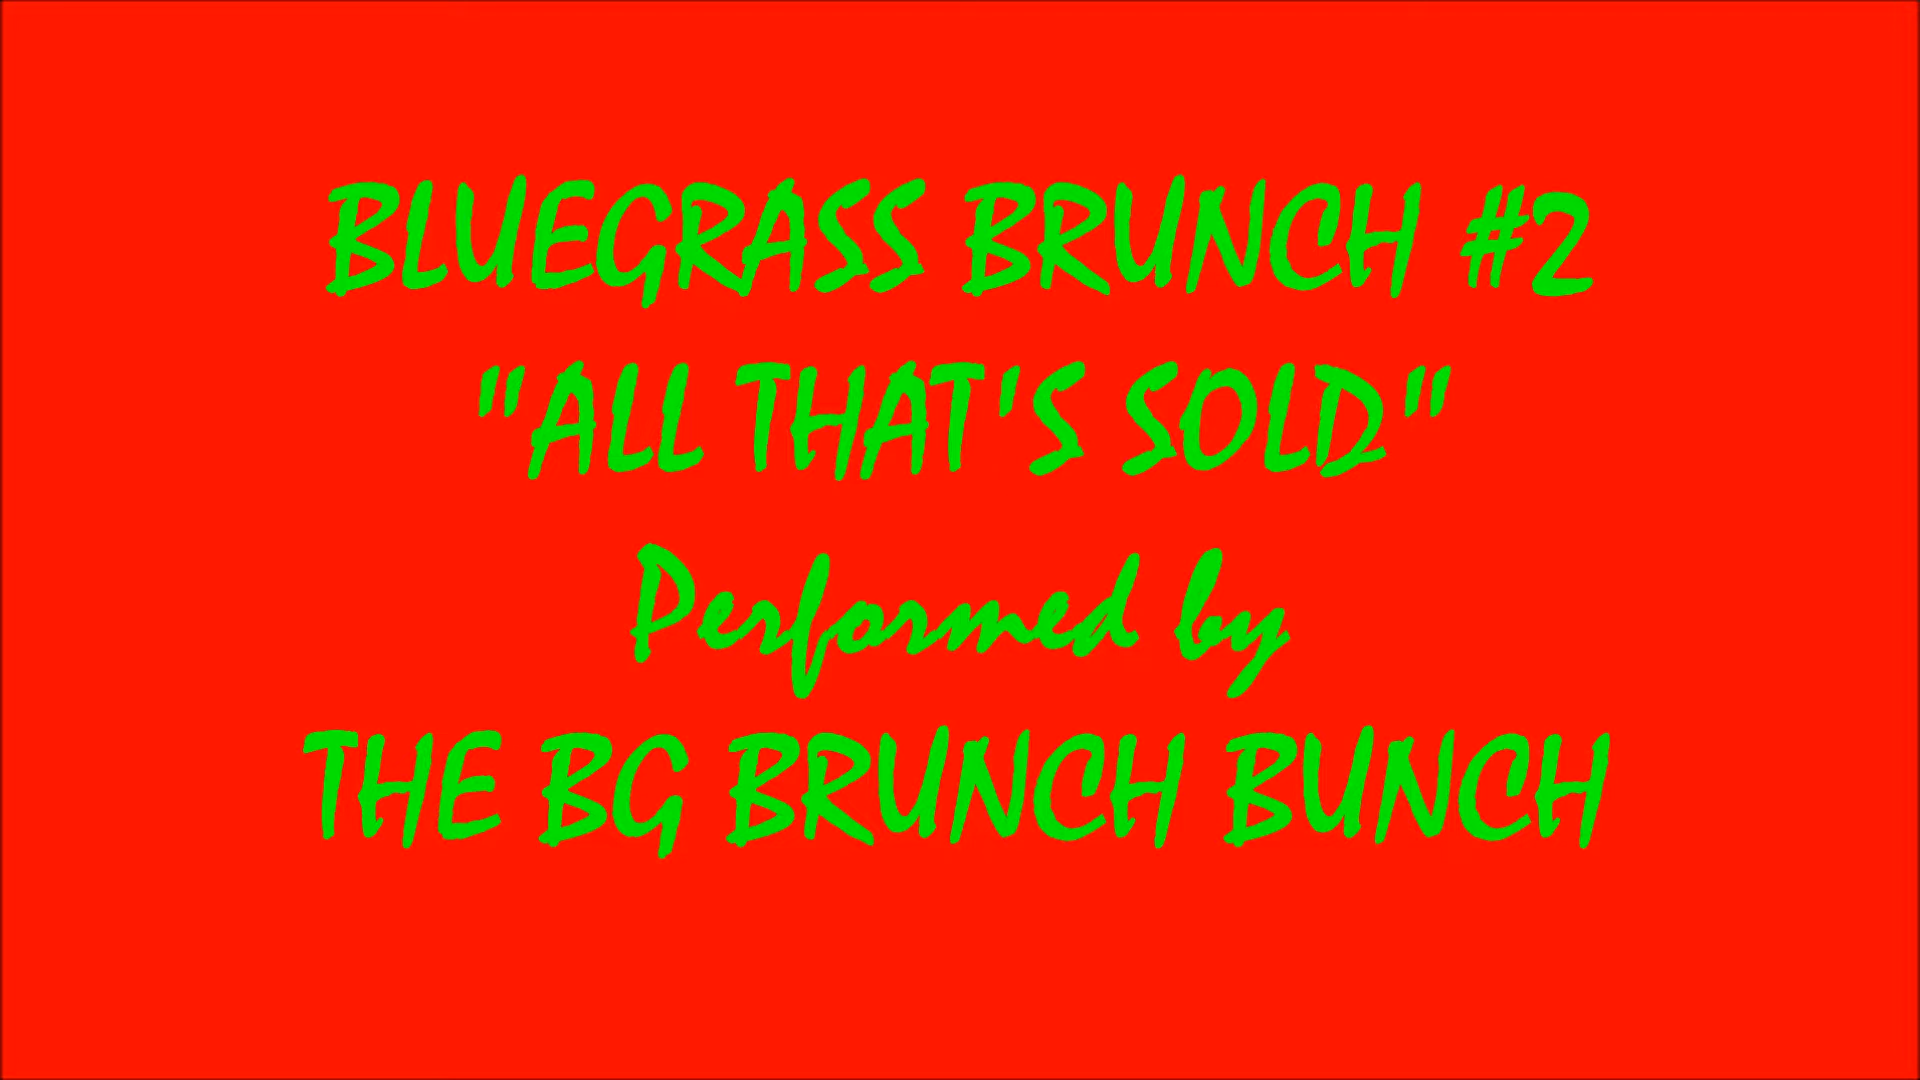 BLUEGRASS BRUNCH #2
"ALL THAT'S SOLD"
Performed by
THE BG BRUNCH BUNCH